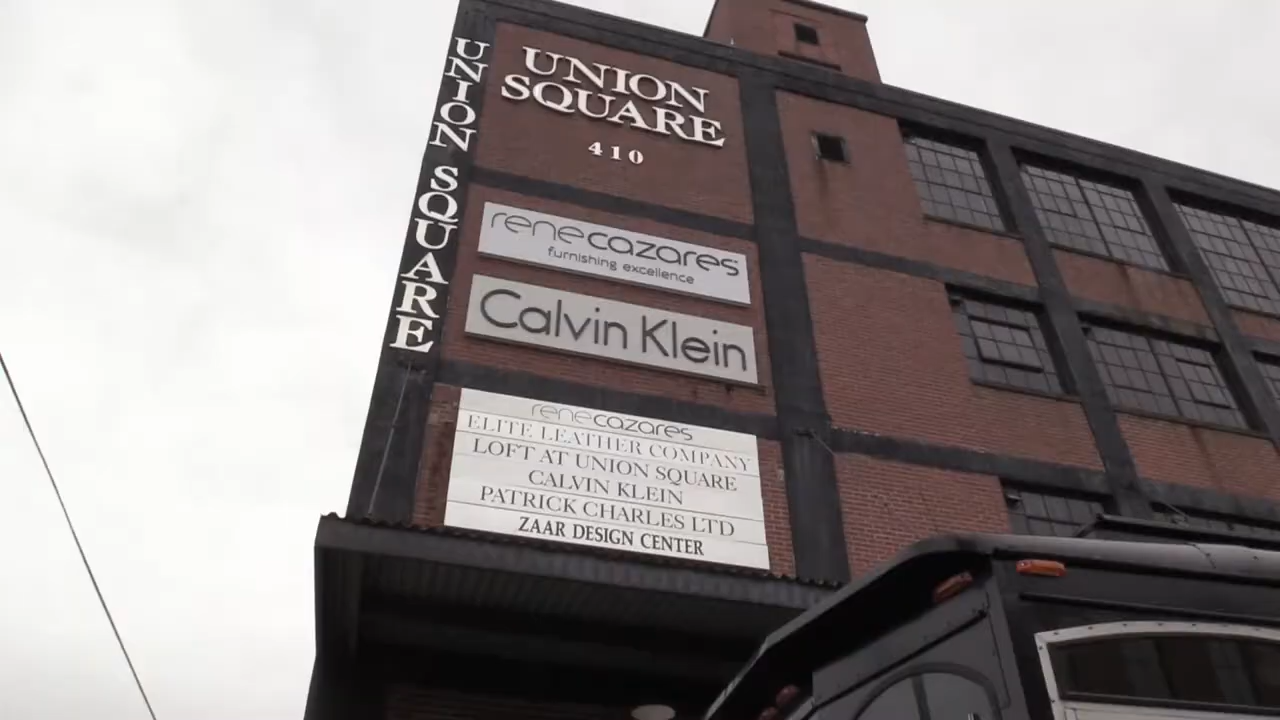 UNION SQUARE
UNION
SQUARE
410
renecazares
furnishing excellence
Calvin Klein
renecazares
ELITE LEATHER COMPANY
LOFT AT UNION SQUARE
CALVIN KLEIN
PATRICK CHARLES LTD
ZAAR DESIGN CENTER